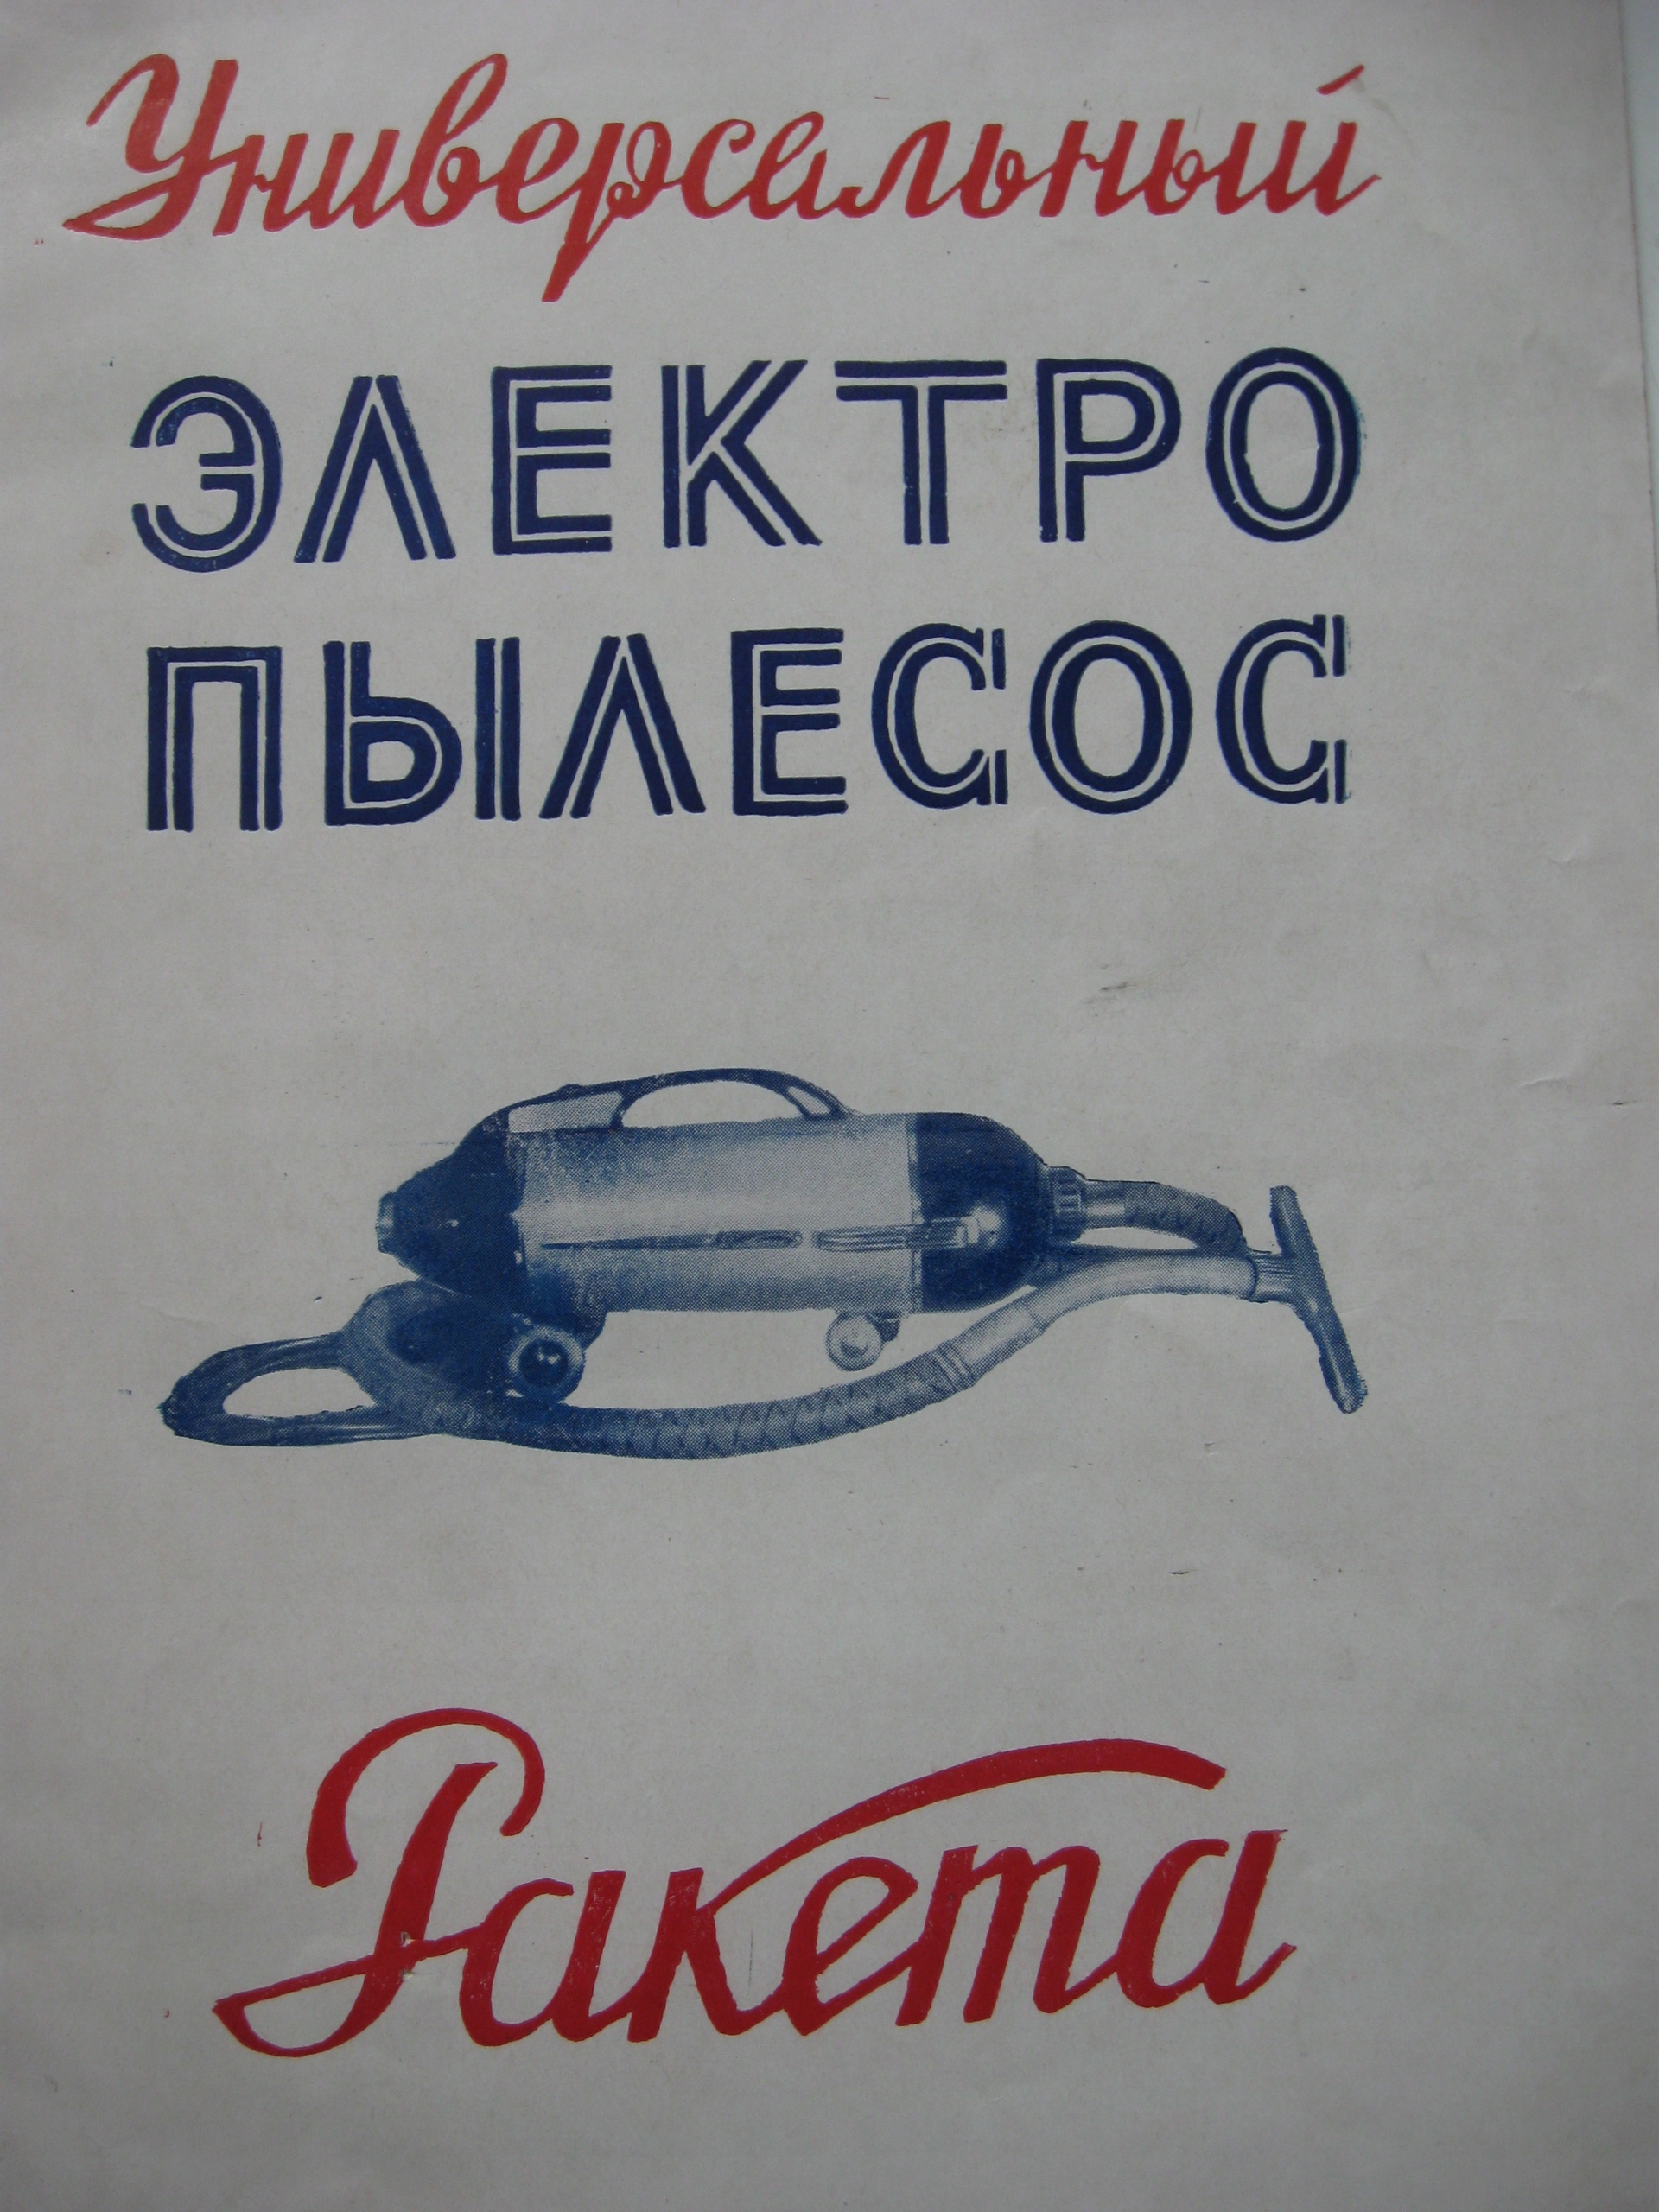 Универсальный
ЭЛЕКТРО
ПЫЛЕСОС
Ракета